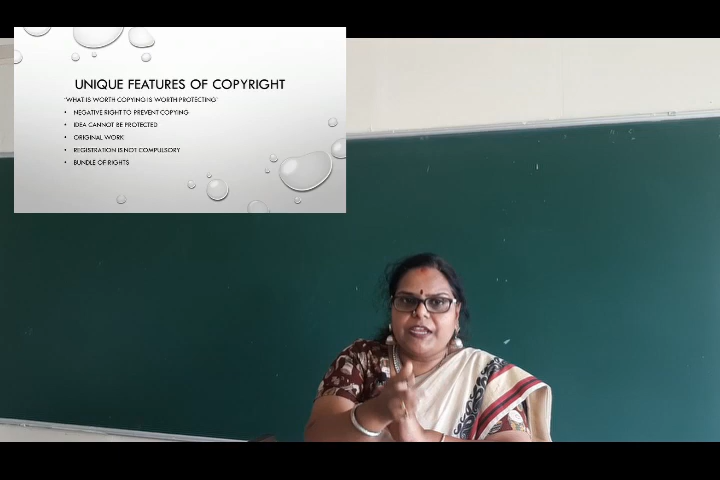 UNIQUE FEATURES OF COPYRIGHT
"WHAT IS WORTH COPYING IS WORTH PROTECTING"
• NEGATIVE RIGHT TO PREVENT COPYING
• IDEA CANNOT BE PROTECTED
• ORIGINAL WORK
• REGISTRATION IS NOT COMPULSORY
• BUNDLE OF RIGHTS